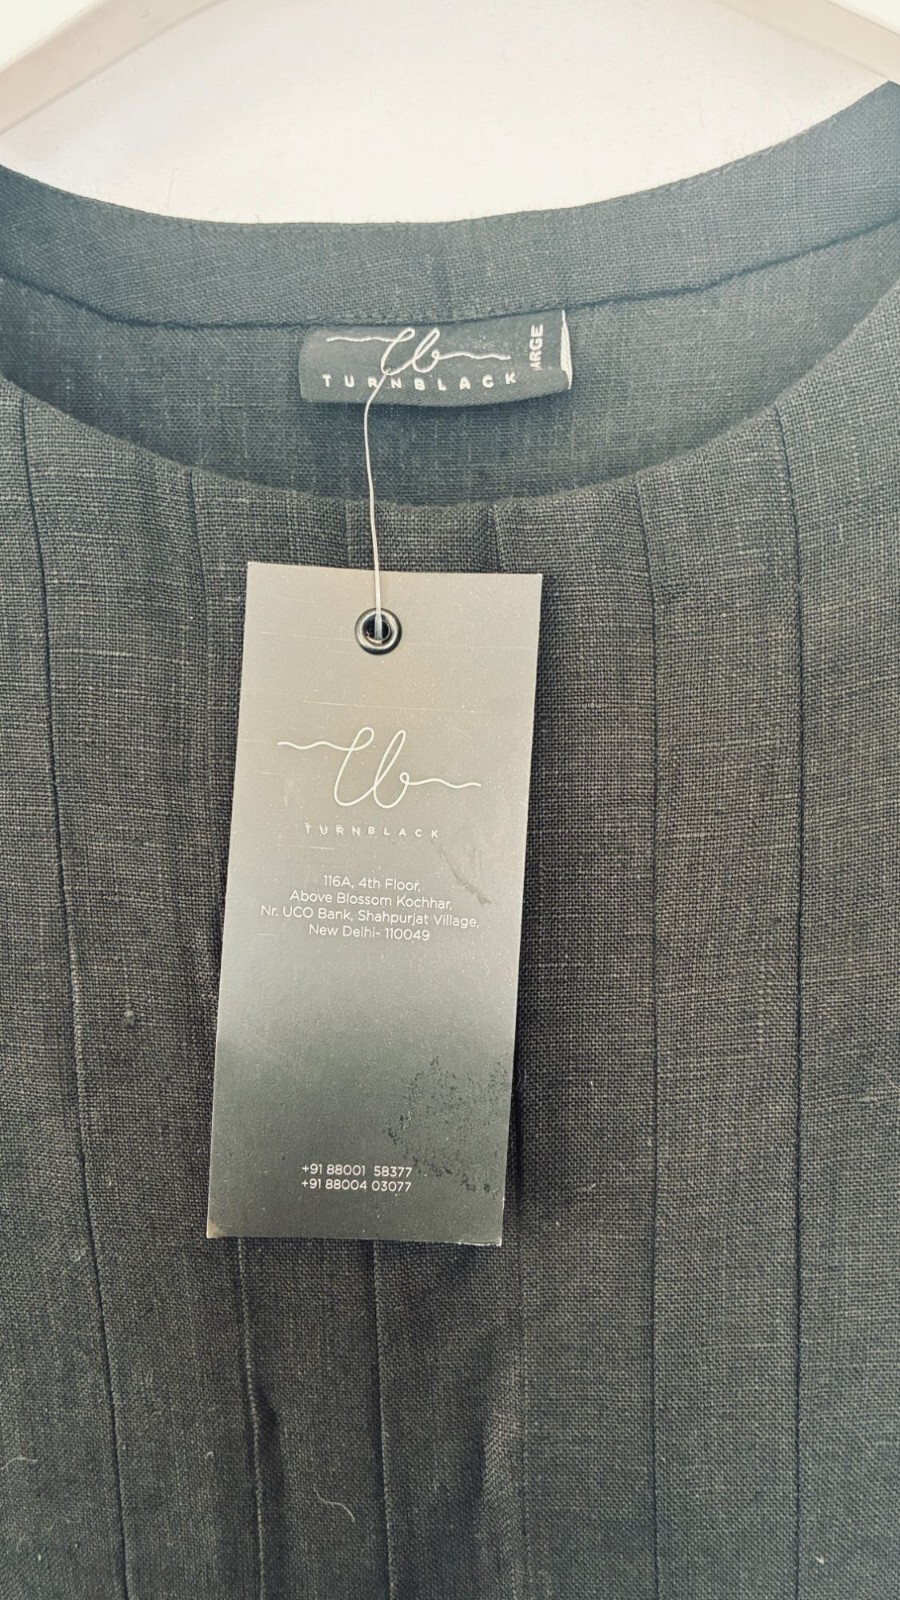 tb
TURNBLACK
ARGE
tb
TURNBLACK
116A, 4th Floor,
Above Blossom Kochhar,
Nr. UCO Bank, Shahpurjat Village,
New Delhi- 110049
+91 88001 58377
+91 88004 03077